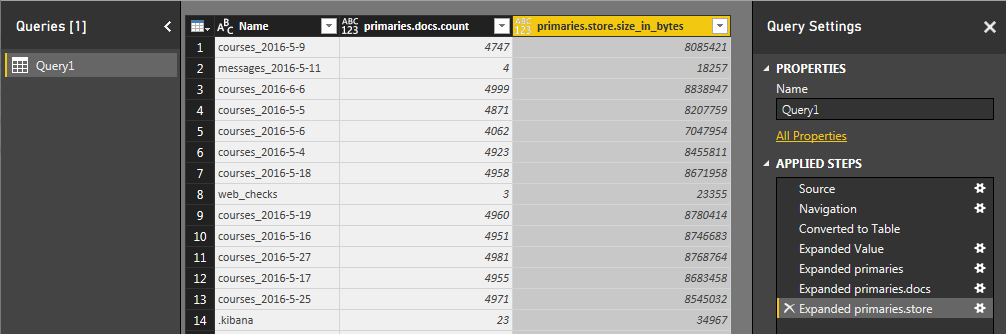 Queries [1]
Query1
ABC Name ABC 123 primaries.docs.count ABC 123 primaries.store.size_in_bytes
1 courses_2016-5-9 4747 8085421
2 messages_2016-5-11 4 18257
3 courses_2016-6-6 4999 8838947
4 courses_2016-5-5 4871 8207759
5 courses_2016-5-6 4062 7047954
6 courses_2016-5-4 4923 8455811
7 courses_2016-5-18 4958 8671958
8 web_checks 3 23355
9 courses_2016-5-19 4960 8780414
10 courses_2016-5-16 4951 8746683
11 courses_2016-5-27 4981 8768764
12 courses_2016-5-17 4955 8683458
13 courses_2016-5-25 4971 8545032
14 .kibana 23 34967
Query Settings
PROPERTIES
Name
Query1
All Properties
APPLIED STEPS
Source
Navigation
Converted to Table
Expanded Value
Expanded primaries
Expanded primaries.docs
Expanded primaries.store